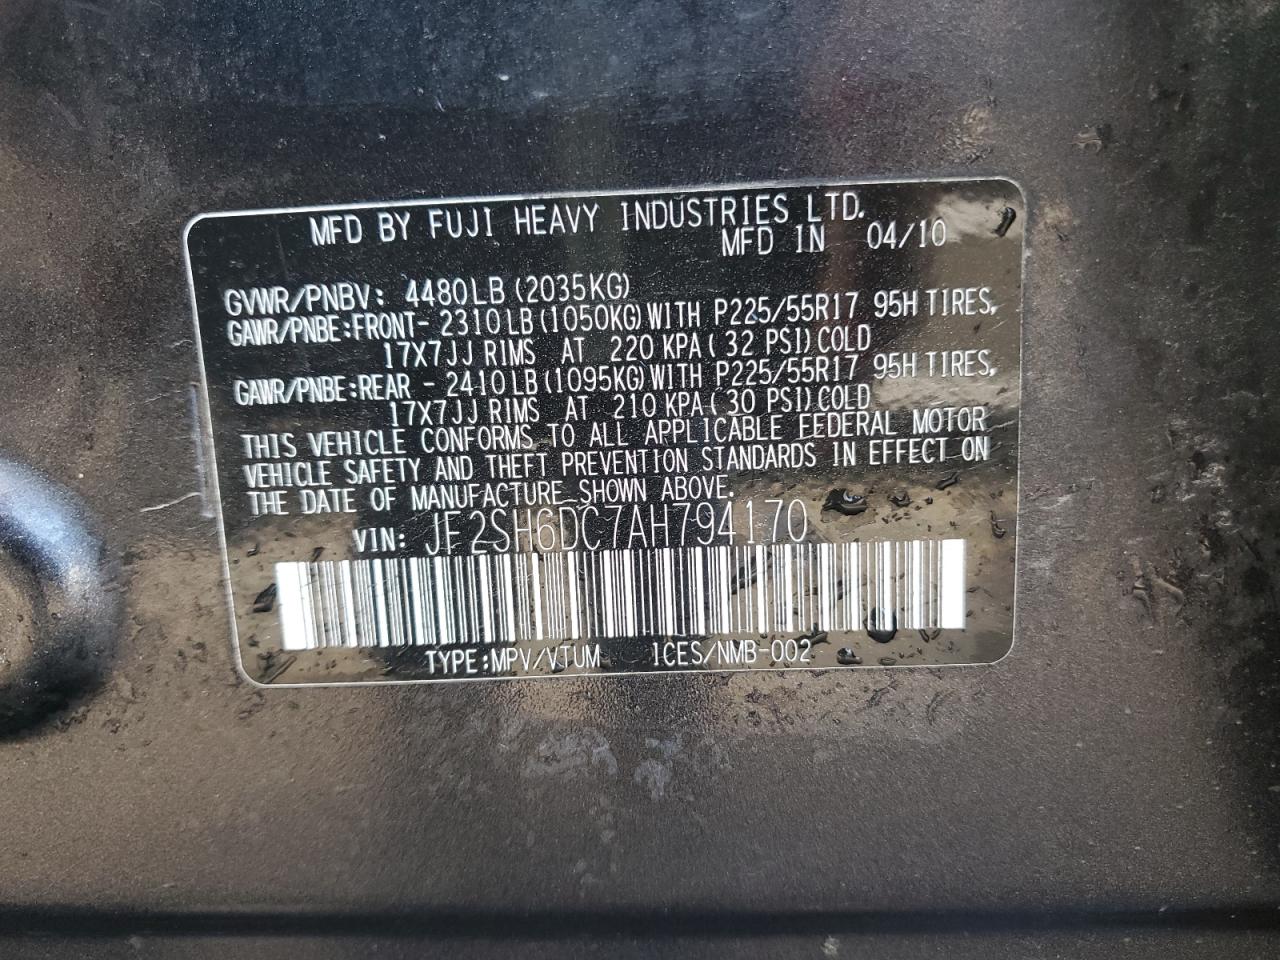 MFD BY FUJI HEAVY INDUSTRIES LTD.
MFD IN 04/10
GVWR/PNBV: 4480LB (2035KG)
GAWR/PNBE:FRONT- 2310LB(1050KG)WITH P225/55R17 95H TIRES,
17X7JJ RIMS AT 220 KPA( 32 PSI)COLD
GAWR/PNBE:REAR - 2410LB(1095KG)WITH P225/55R17 95H TIRES,
17X7JJ RIMS AT 210 KPA( 30 PSI)COLD
THIS VEHICLE CONFORMS TO ALL APPLICABLE FEDERAL MOTOR
VEHICLE SAFETY AND THEFT PREVENTION STANDARDS IN EFFECT ON
THE DATE OF MANUFACTURE SHOWN ABOVE.
VIN: JF2SH6DC7AH794170
TYPE:MPV/VTUM ICES/NMB-002